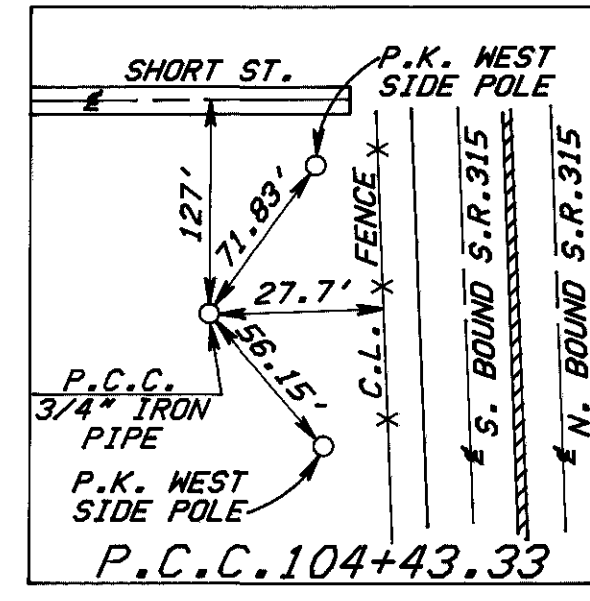 SHORT ST.
P.K. WEST
SIDE POLE
℄
127'
71.83'
27.7'
56.15'
C.L. FENCE
℄ S. BOUND S.R.315
℄ N. BOUND S.R.315
P.C.C.
3/4" IRON
PIPE
P.K. WEST
SIDE POLE
P.C.C.104+43.33